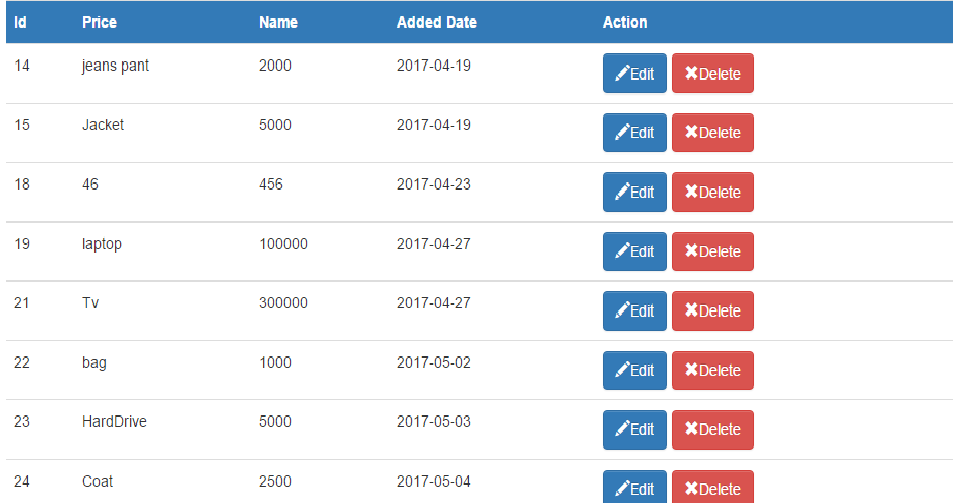 Id Price Name Added Date Action
14 jeans pant 2000 2017-04-19 Edit Delete
15 Jacket 5000 2017-04-19 Edit Delete
18 46 456 2017-04-23 Edit Delete
19 laptop 100000 2017-04-27 Edit Delete
21 Tv 300000 2017-04-27 Edit Delete
22 bag 1000 2017-05-02 Edit Delete
23 HardDrive 5000 2017-05-03 Edit Delete
24 Coat 2500 2017-05-04 Edit Delete